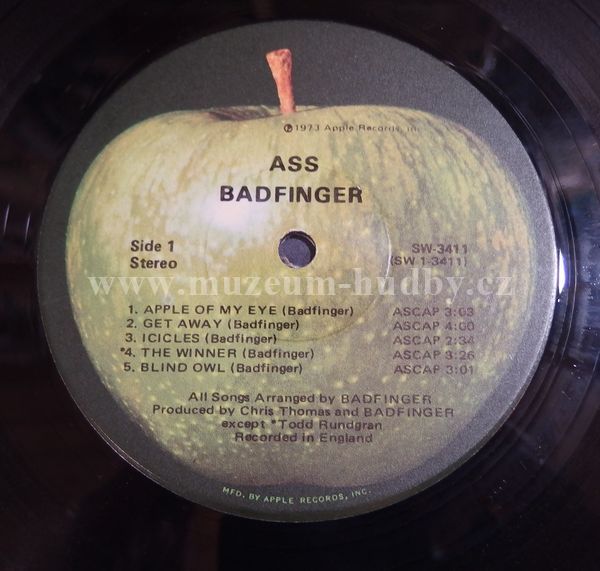 ℗1973 Apple Records, Inc.
ASS
BADFINGER
Side 1
Stereo
SW-3411
(SW 1-3411)
www.muzeum-hudby.cz
1. APPLE OF MY EYE (Badfinger) ASCAP 3:03
2. GET AWAY (Badfinger) ASCAP 4:00
3. ICICLES (Badfinger) ASCAP 2:34
*4. THE WINNER (Badfinger) ASCAP 3:26
5. BLIND OWL (Badfinger) ASCAP 3:01
All Songs Arranged by BADFINGER
Produced by Chris Thomas and BADFINGER
except *Todd Rundgran
Recorded in England
MFD. BY APPLE RECORDS, INC.